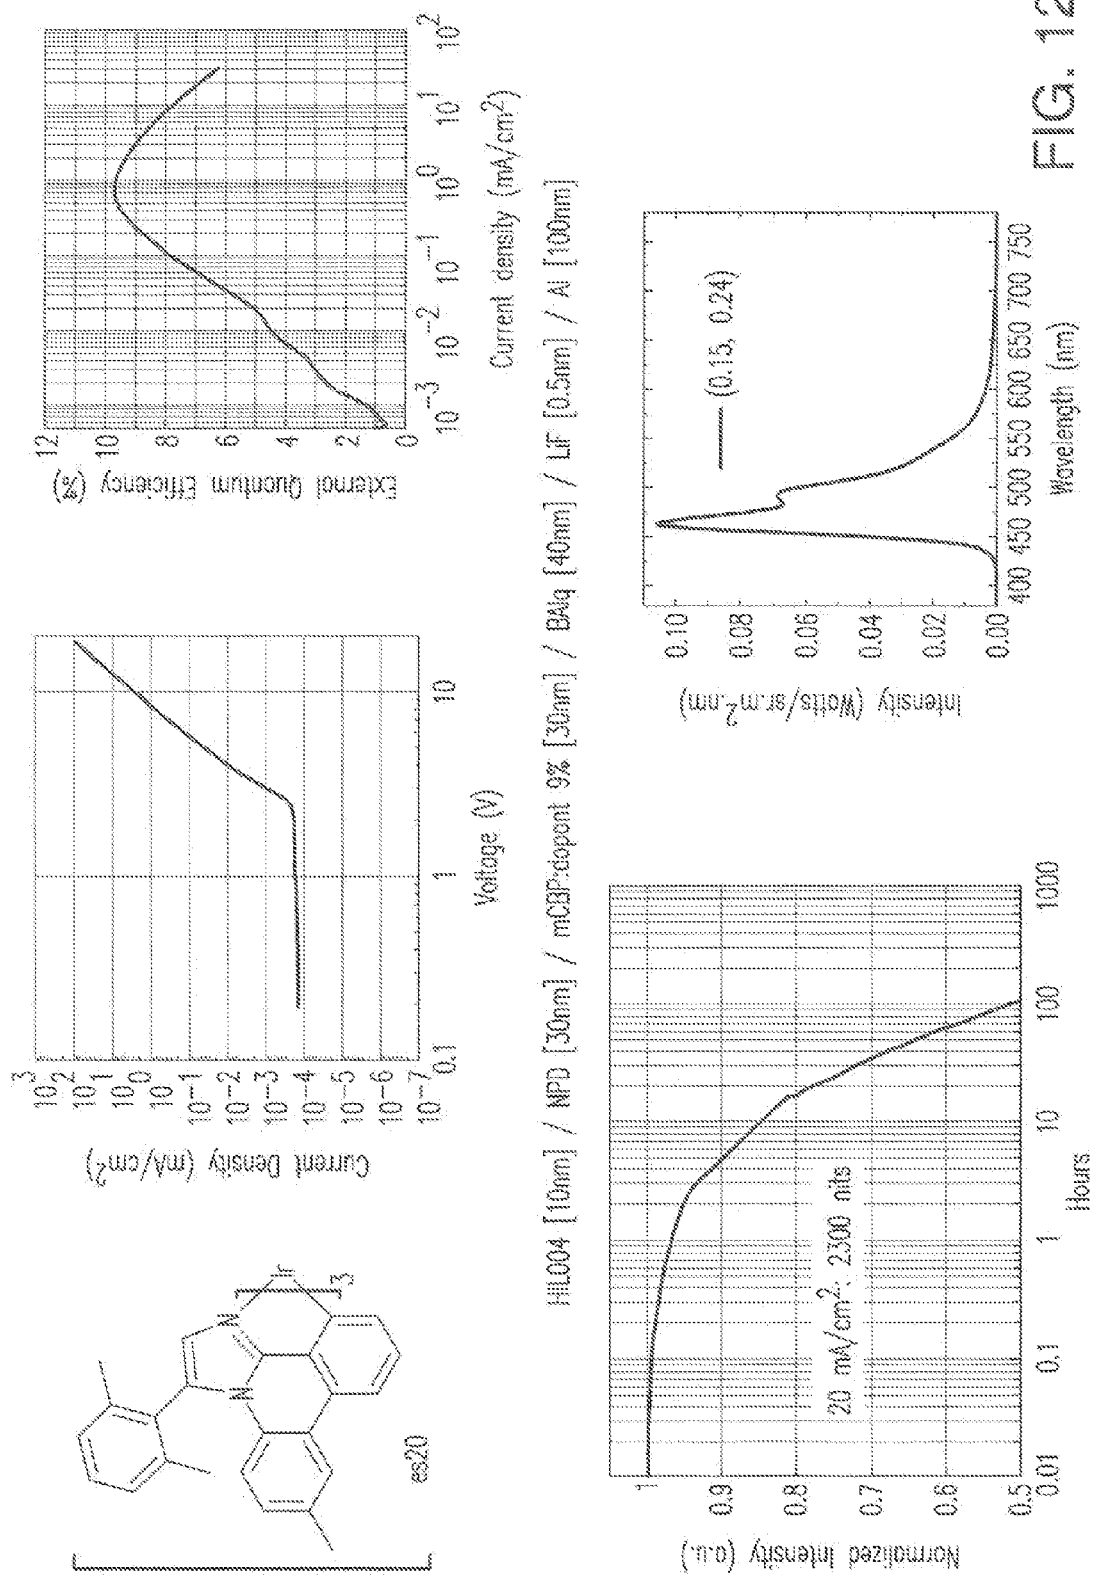 es20
N
N
Ir
3
Current Density (mA/cm²)
10³
10²
10¹
10⁰
10⁻¹
10⁻²
10⁻³
10⁻⁴
10⁻⁵
10⁻⁶
10⁻⁷
0.1 1 10
Voltage (V)
External Quantum Efficiency (%)
12
10
8
6
4
2
0
10⁻³ 10⁻² 10⁻¹ 10⁰ 10¹ 10²
Current density (mA/cm²)
HIL004 [10nm] / NPD [30nm] / mCBP:dopant 9% [30nm] / BAlq [40nm] / LiF [0.5nm] / Al [100nm]
Normalized Intensity (a.u.)
1
0.9
0.8
0.7
0.6
0.5
20 mA/cm²: 2300 nits
0.01 0.1 1 10 100 1000
Hours
Intensity (Watts/sr.m².nm)
0.10
0.08
0.06
0.04
0.02
0.00
(0.15, 0.24)
400 450 500 550 600 650 700 750
Wavelength (nm)
FIG. 12